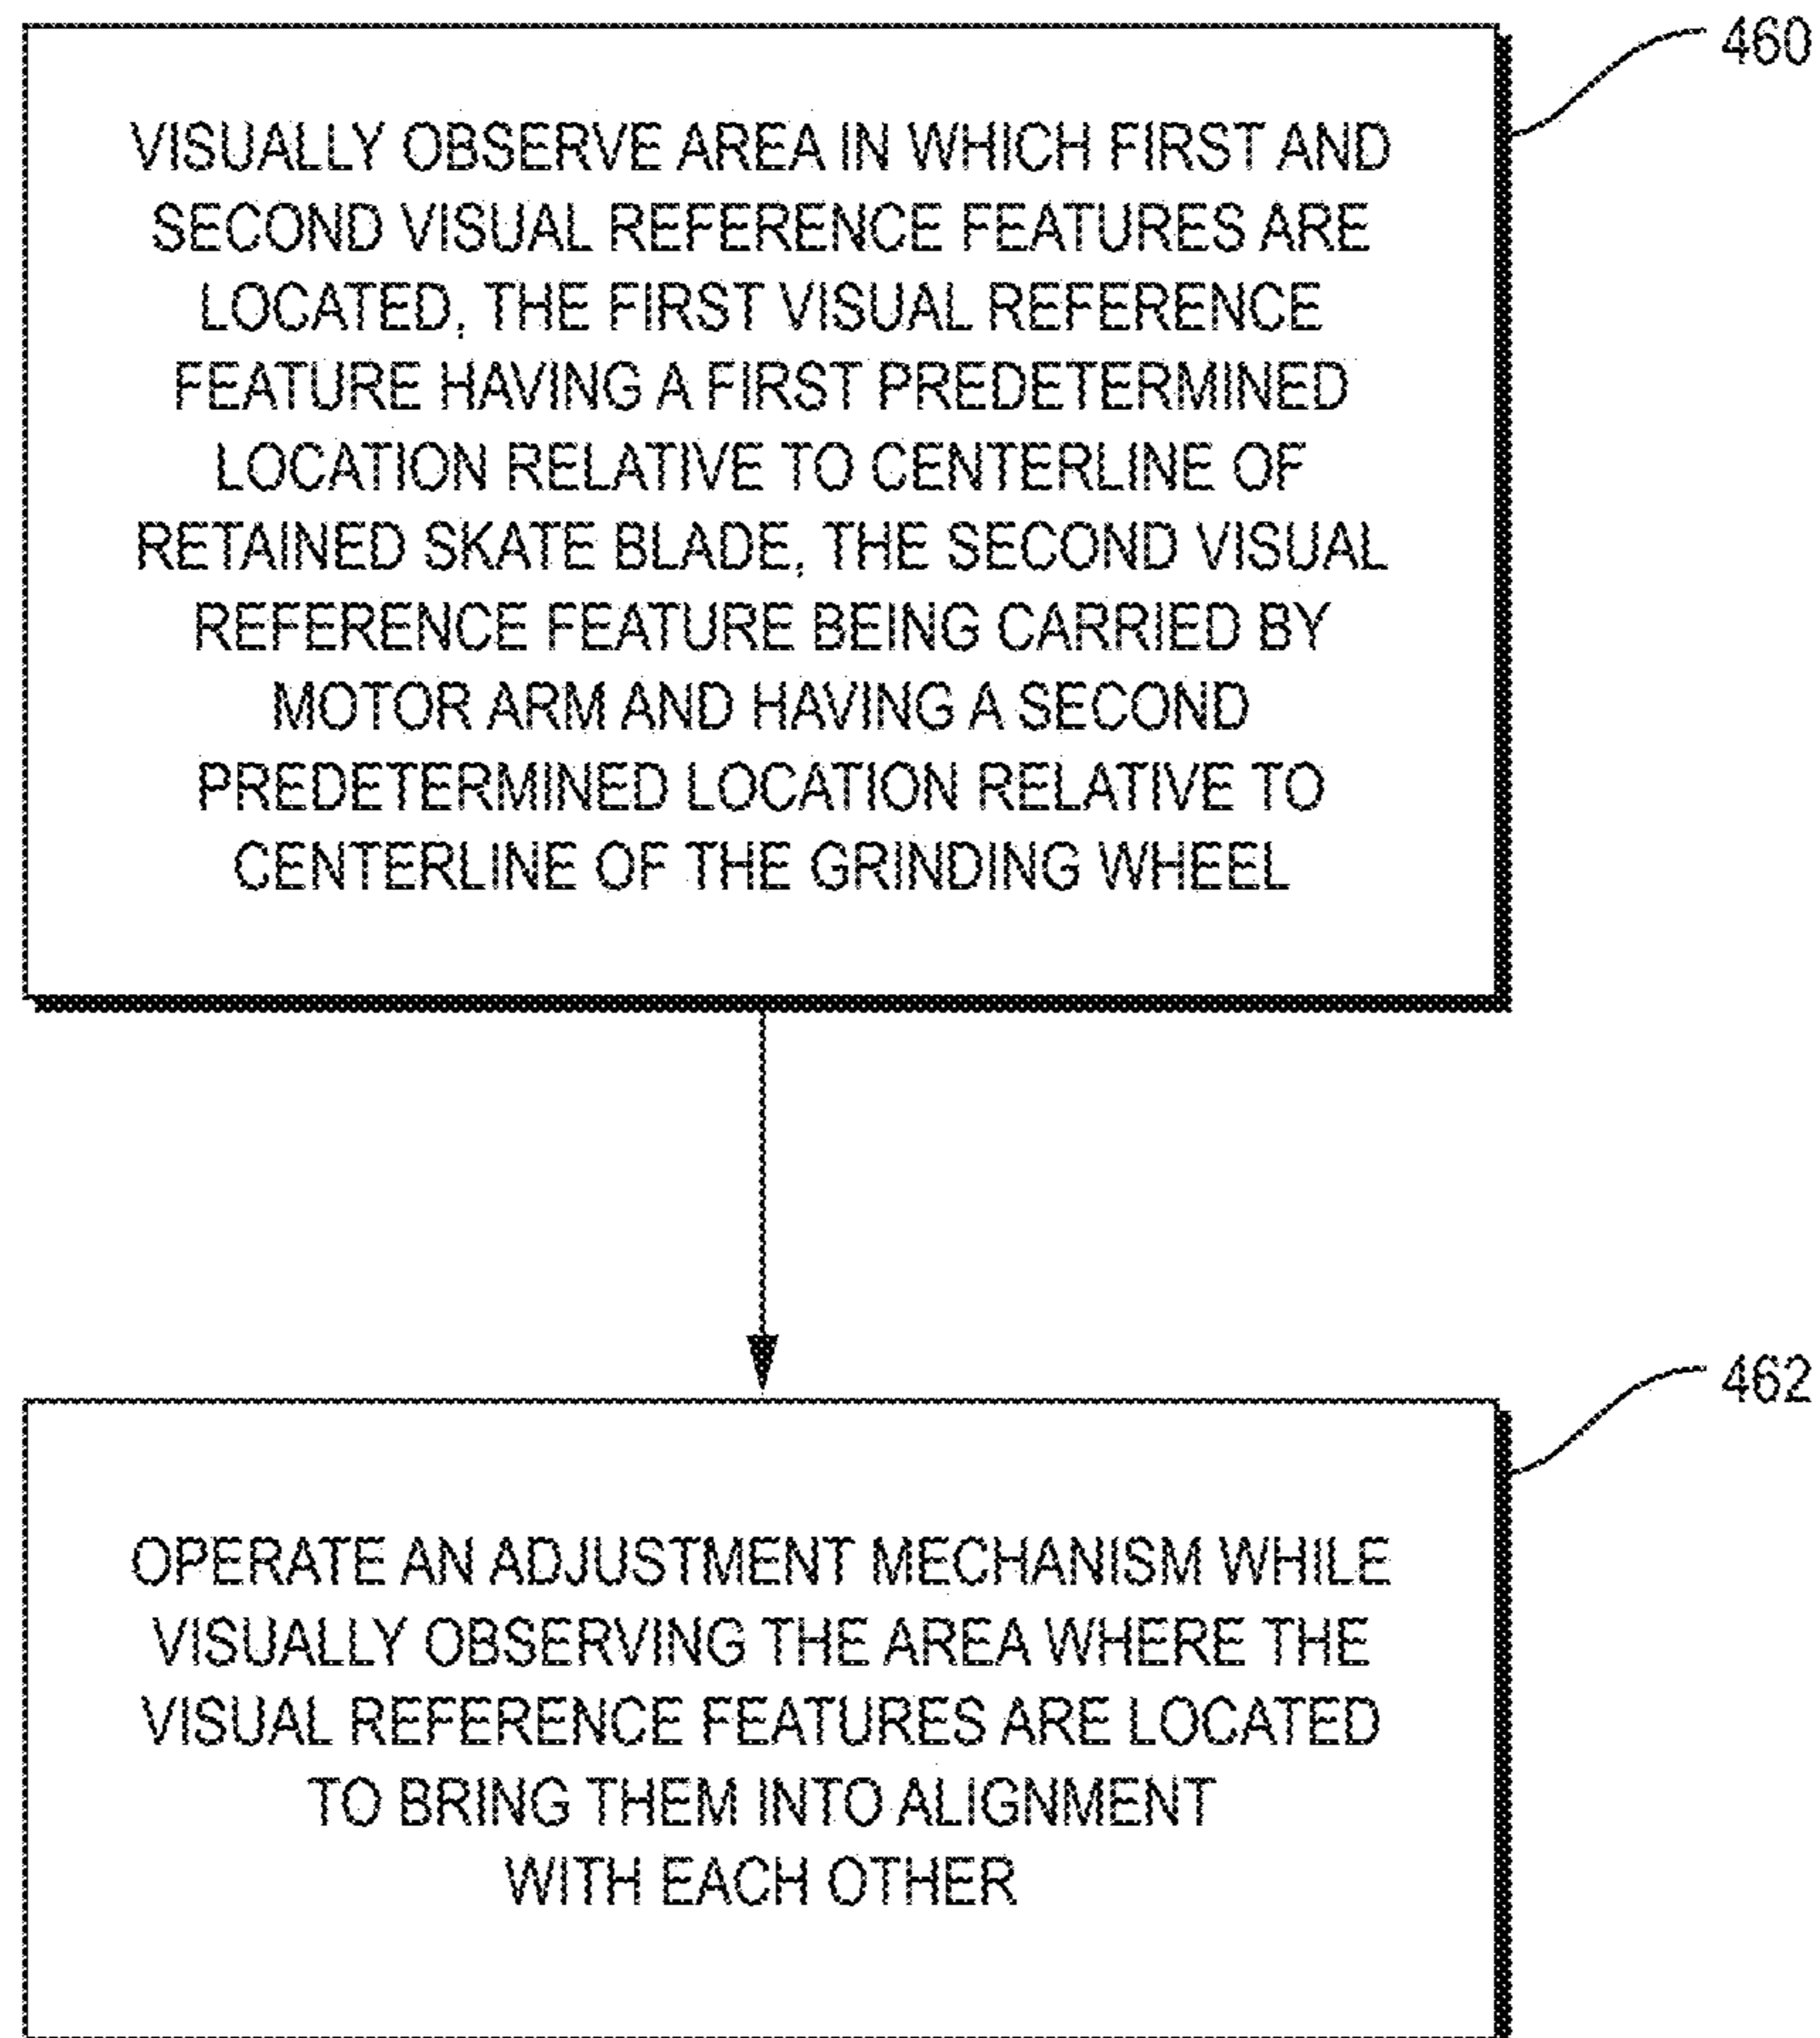 460
VISUALLY OBSERVE AREA IN WHICH FIRST AND
SECOND VISUAL REFERENCE FEATURES ARE
LOCATED, THE FIRST VISUAL REFERENCE
FEATURE HAVING A FIRST PREDETERMINED
LOCATION RELATIVE TO CENTERLINE OF
RETAINED SKATE BLADE, THE SECOND VISUAL
REFERENCE FEATURE BEING CARRIED BY
MOTOR ARM AND HAVING A SECOND
PREDETERMINED LOCATION RELATIVE TO
CENTERLINE OF THE GRINDING WHEEL
462
OPERATE AN ADJUSTMENT MECHANISM WHILE
VISUALLY OBSERVING THE AREA WHERE THE
VISUAL REFERENCE FEATURES ARE LOCATED
TO BRING THEM INTO ALIGNMENT
WITH EACH OTHER